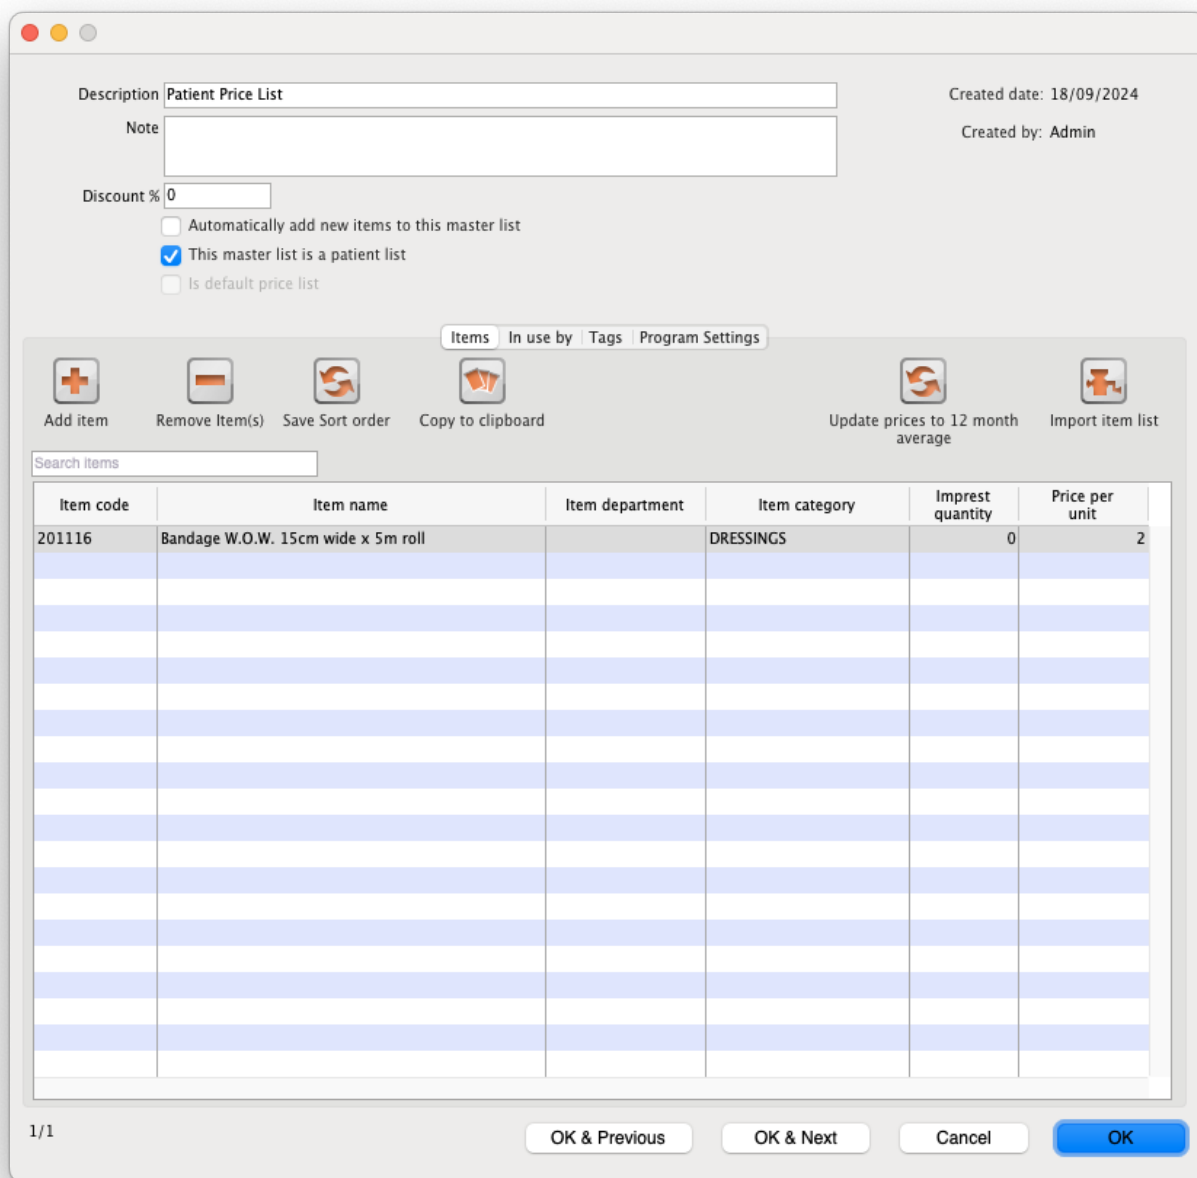 Description Patient Price List
Created date: 18/09/2024
Note
Created by: Admin
Discount % 0
Automatically add new items to this master list
This master list is a patient list
Is default price list
Items In use by Tags Program Settings
Add item Remove Item(s) Save Sort order Copy to clipboard Update prices to 12 month average Import item list
Search items
Item code Item name Item department Item category Imprest quantity Price per unit
201116 Bandage W.O.W. 15cm wide x 5m roll DRESSINGS 0 2
1/1 OK & Previous OK & Next Cancel OK